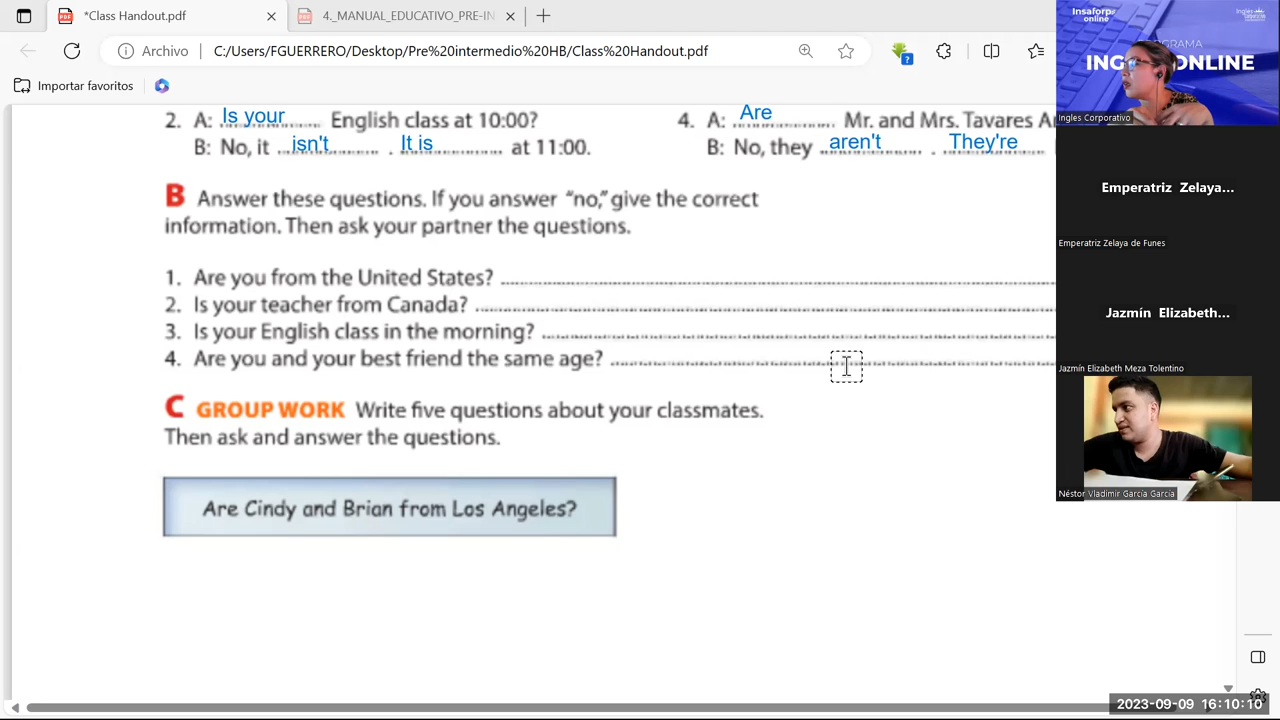 *Class Handout.pdf
4._MANUAL_EDUCATIVO_PRE-IN
Archivo
C:/Users/FGUERRERO/Desktop/Pre%20intermedio%20HB/Class%20Handout.pdf
Importar favoritos
2. A: Is your English class at 10:00?
B: No, it isn't . It is at 11:00.
4. A: Are Mr. and Mrs. Tavares
B: No, they aren't . They're
B Answer these questions. If you answer “no,” give the correct
information. Then ask your partner the questions.
1. Are you from the United States?
2. Is your teacher from Canada?
3. Is your English class in the morning?
4. Are you and your best friend the same age?
C GROUP WORK Write five questions about your classmates.
Then ask and answer the questions.
Are Cindy and Brian from Los Angeles?
Insaforp
online
Inglés
Ingles Corporativo
Emperatriz Zelaya...
Emperatriz Zelaya de Funes
Jazmín Elizabeth...
Jazmín Elizabeth Meza Tolentino
Néstor Vladimir García García
2023-09-09 16:10:10